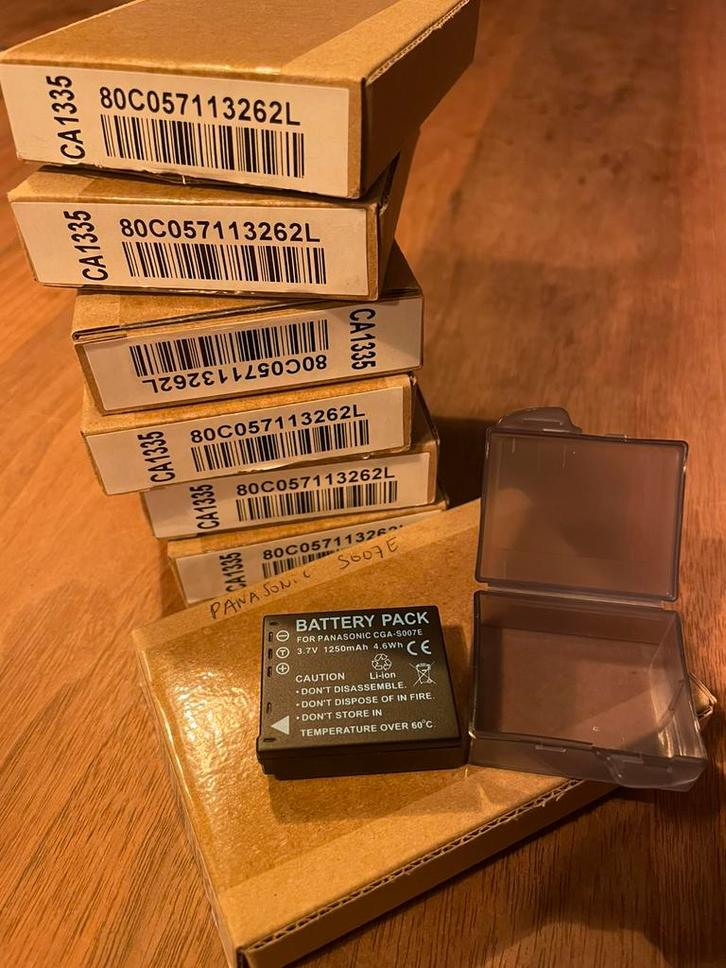 CA1335
80C057113262L
CA1335
80C057113262L
80C057113262L
CA1335
CA1335
80C057113262L
CA1335
80C057113262L
CA1335
80C057113262
PANASONIC S007E
BATTERY PACK
FOR PANASONIC CGA-S007E
3.7V 1250mAh 4.6Wh CE
Li-ion
CAUTION
• DON'T DISASSEMBLE.
• DON'T DISPOSE OF IN FIRE.
• DON'T STORE IN
TEMPERATURE OVER 60°C.